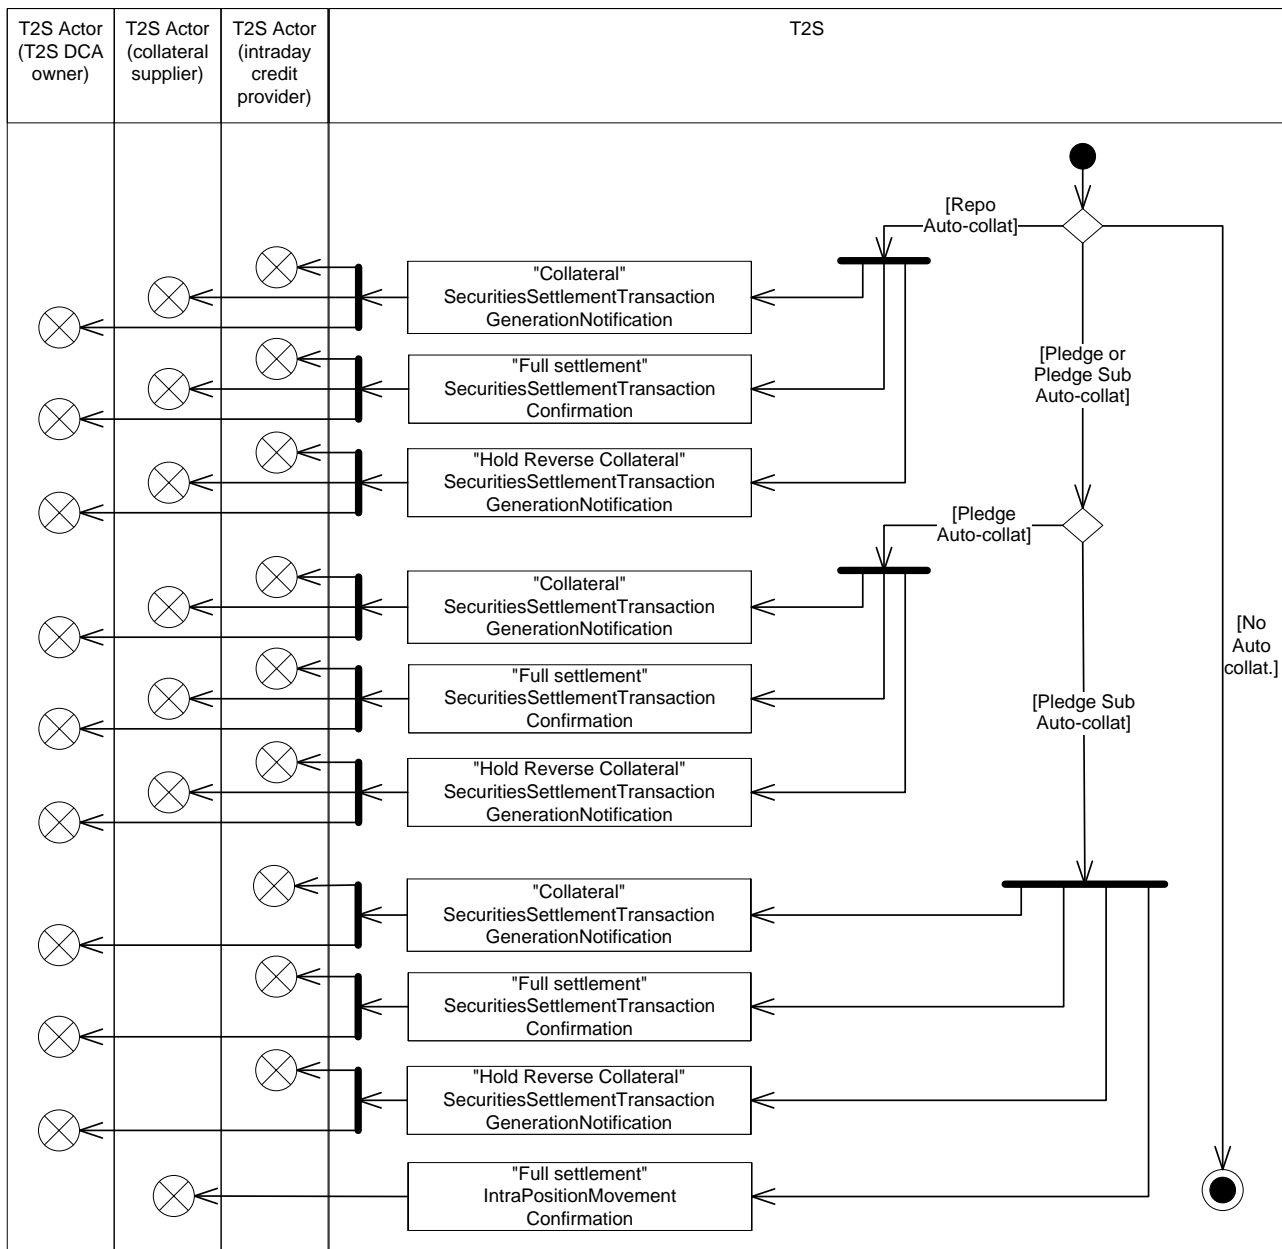 T2S Actor
(T2S DCA
owner)
T2S Actor
(collateral
supplier)
T2S Actor
(intraday
credit
provider)
T2S
[Repo
Auto-collat]
"Collateral"
SecuritiesSettlementTransaction
GenerationNotification
"Full settlement"
SecuritiesSettlementTransaction
Confirmation
[Pledge or
Pledge Sub
Auto-collat]
"Hold Reverse Collateral"
SecuritiesSettlementTransaction
GenerationNotification
[Pledge
Auto-collat]
"Collateral"
SecuritiesSettlementTransaction
GenerationNotification
[No
Auto
collat.]
"Full settlement"
SecuritiesSettlementTransaction
Confirmation
[Pledge Sub
Auto-collat]
"Hold Reverse Collateral"
SecuritiesSettlementTransaction
GenerationNotification
"Collateral"
SecuritiesSettlementTransaction
GenerationNotification
"Full settlement"
SecuritiesSettlementTransaction
Confirmation
"Hold Reverse Collateral"
SecuritiesSettlementTransaction
GenerationNotification
"Full settlement"
IntraPositionMovement
Confirmation